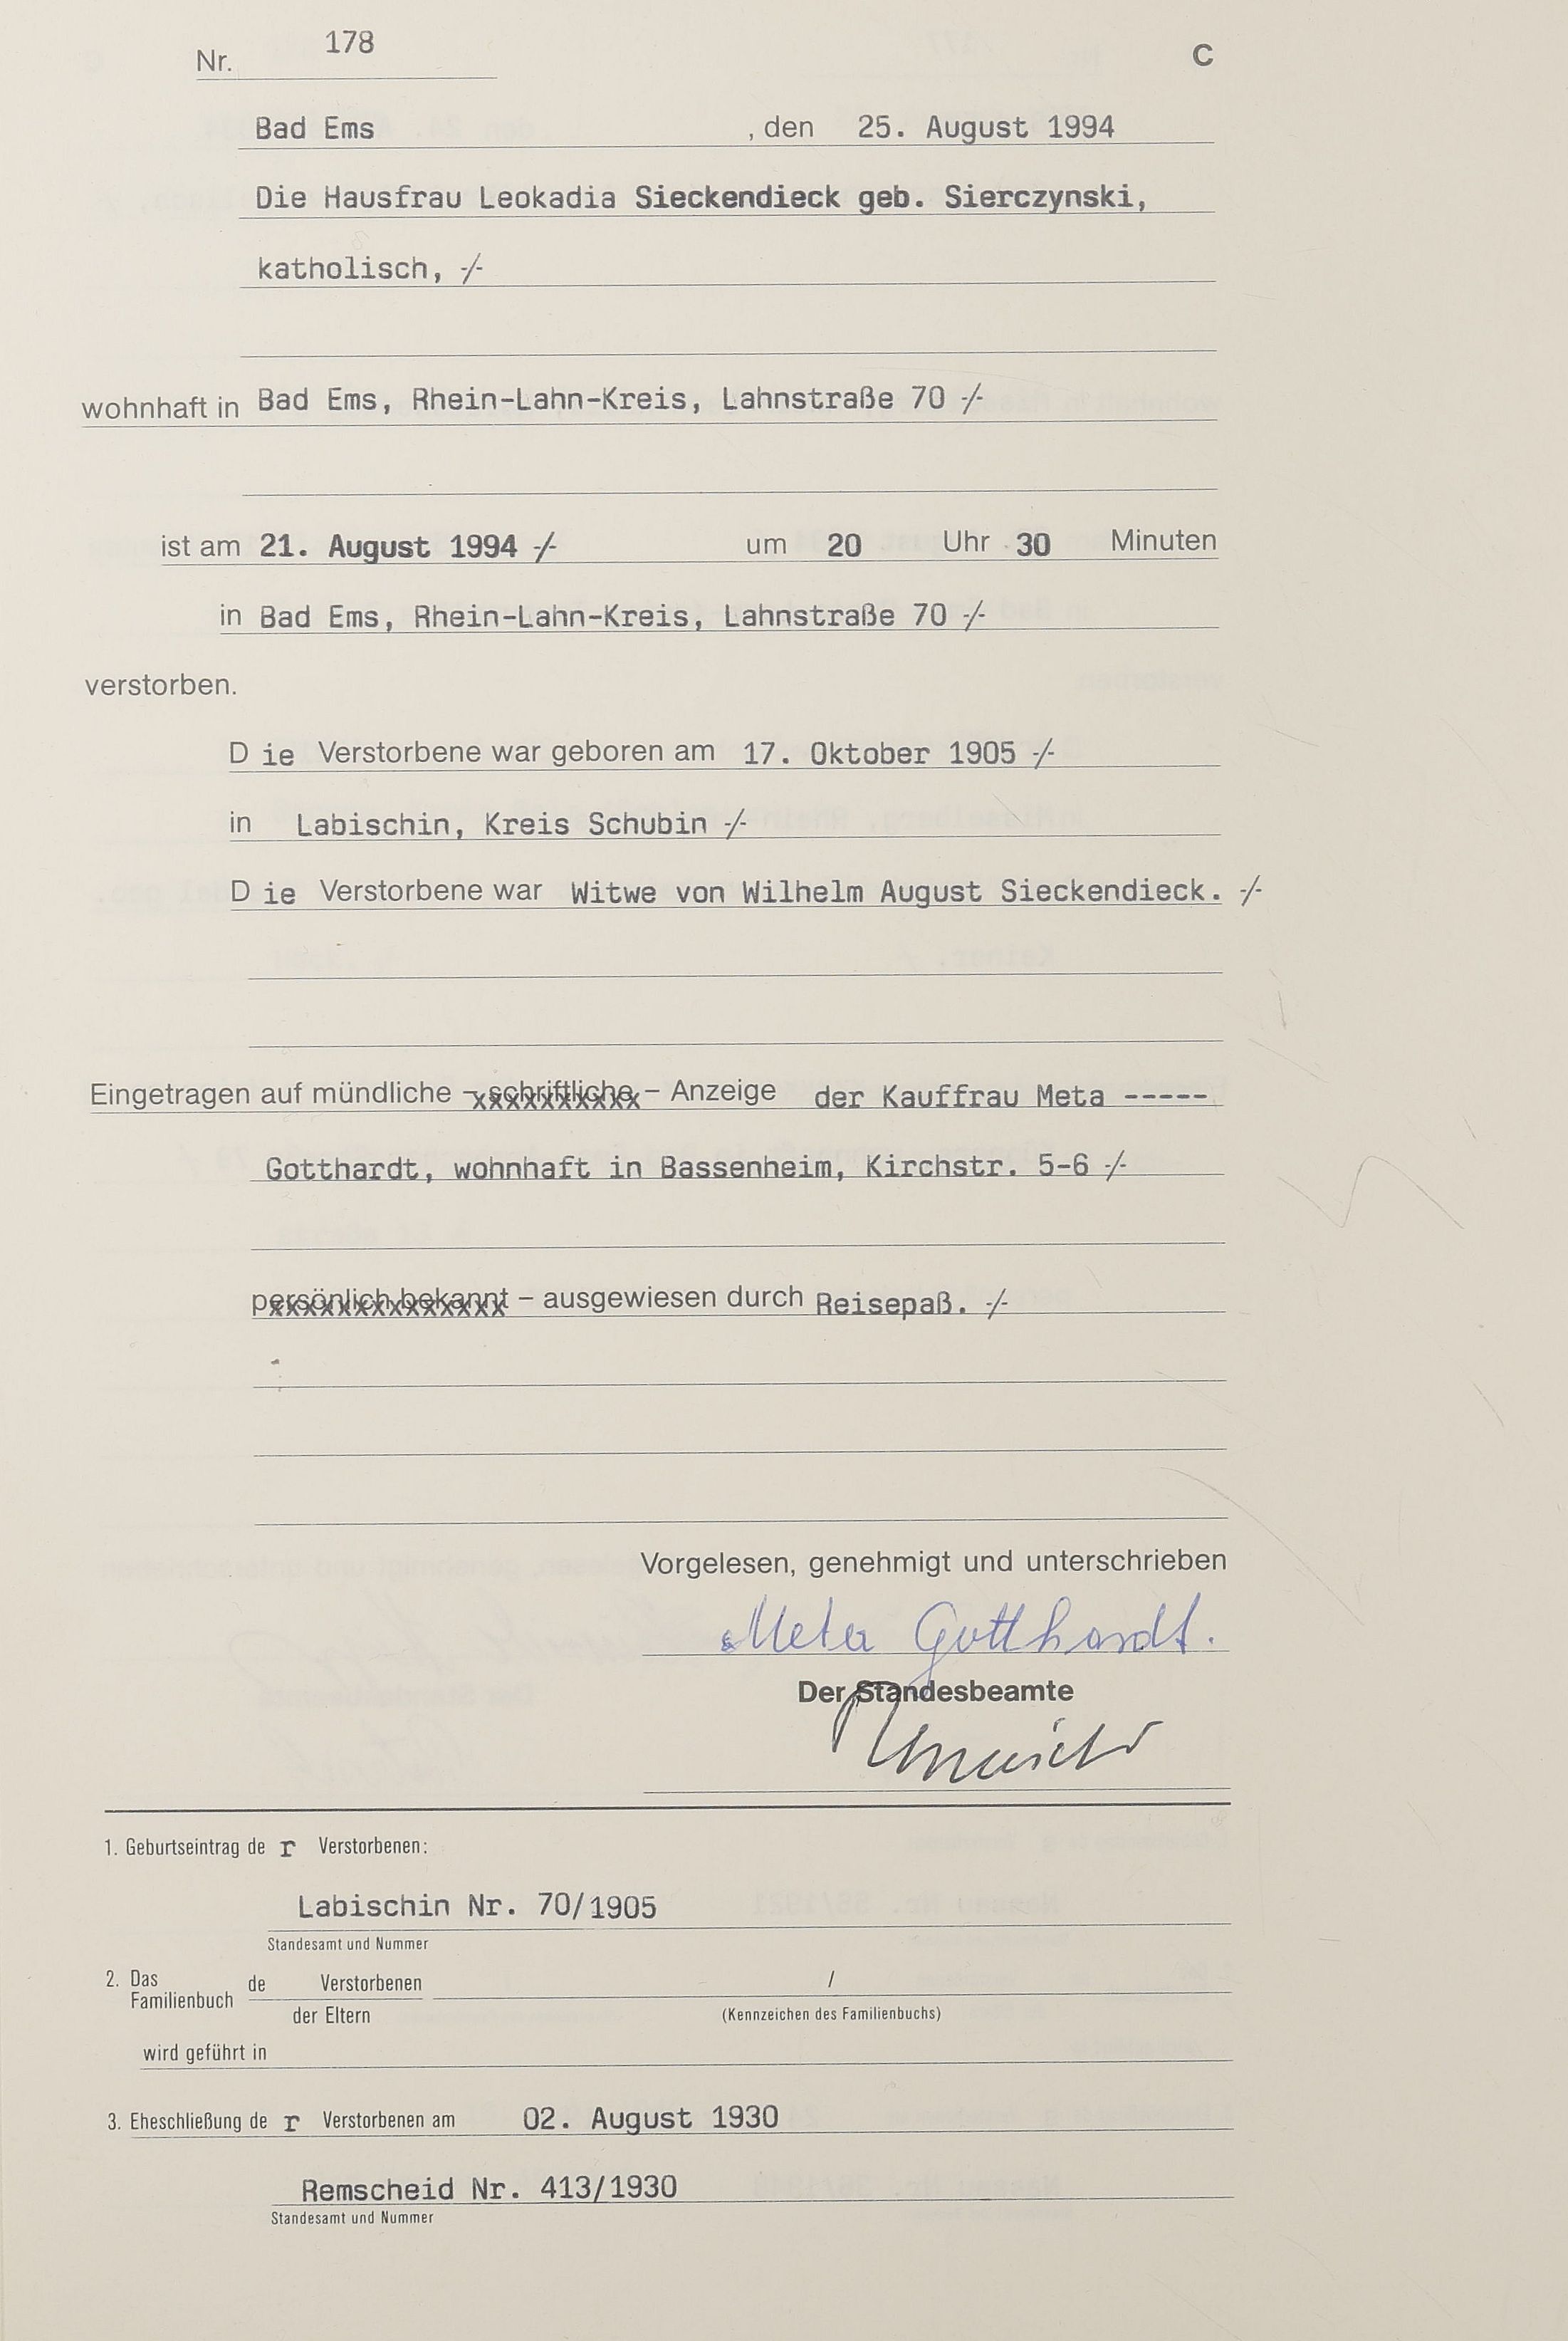 Nr. 178 C
Bad Ems , den 25. August 1994
Die Hausfrau Leokadia Sieckendieck geb. Sierczynski,
katholisch, -/-
wohnhaft in Bad Ems, Rhein-Lahn-Kreis, Lahnstraße 70 -/-
ist am 21. August 1994 -/- um 20 Uhr 30 Minuten
in Bad Ems, Rhein-Lahn-Kreis, Lahnstraße 70 -/-
verstorben.
D ie Verstorbene war geboren am 17. Oktober 1905 -/-
in Labischin, Kreis Schubin -/-
D ie Verstorbene war Witwe von Wilhelm August Sieckendieck. -/-
Eingetragen auf mündliche – schriftliche – Anzeige der Kauffrau Meta -----
Gotthardt, wohnhaft in Bassenheim, Kirchstr. 5-6 -/-
persönlich bekannt – ausgewiesen durch Reisepaß. -/-
Vorgelesen, genehmigt und unterschrieben
Meta Gotthardt.
Der Standesbeamte
1. Geburtseintrag de r Verstorbenen:
Labischin Nr. 70/1905
Standesamt und Nummer
2. Das Familienbuch de Verstorbenen /
der Eltern (Kennzeichen des Familienbuchs)
wird geführt in
3. Eheschließung de r Verstorbenen am 02. August 1930
Remscheid Nr. 413/1930
Standesamt und Nummer